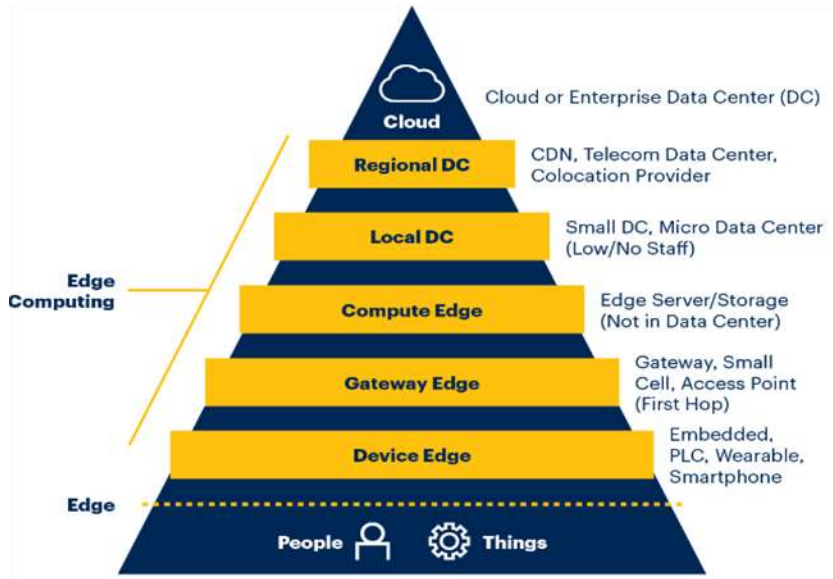 Cloud
Cloud or Enterprise Data Center (DC)
Regional DC
CDN, Telecom Data Center,
Colocation Provider
Local DC
Small DC, Micro Data Center
(Low/No Staff)
Edge
Computing
Compute Edge
Edge Server/Storage
(Not in Data Center)
Gateway Edge
Gateway, Small
Cell, Access Point
(First Hop)
Device Edge
Embedded,
PLC, Wearable,
Smartphone
Edge
People
Things